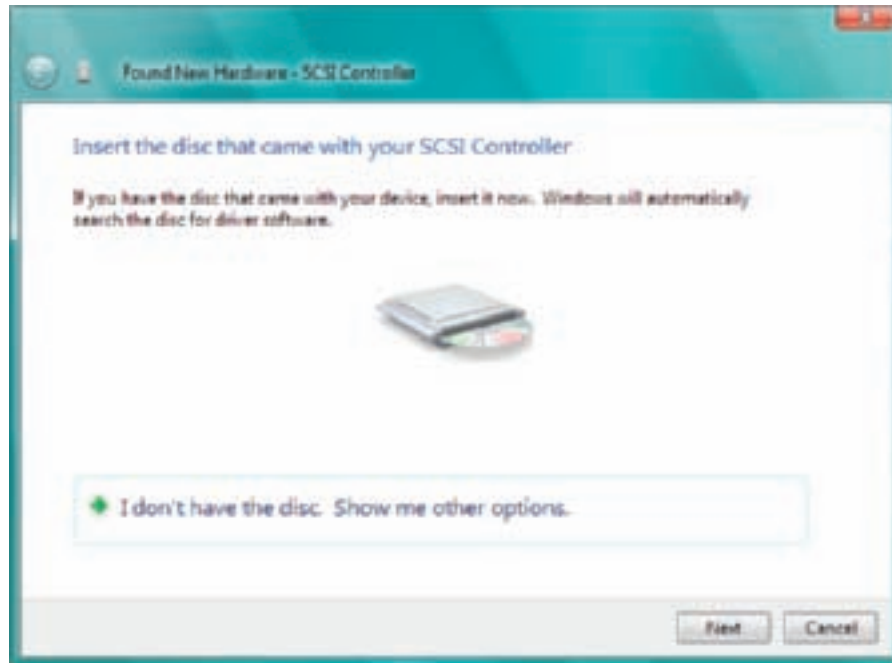 Found New Hardware - SCSI Controller
Insert the disc that came with your SCSI Controller
If you have the disc that came with your device, insert it now. Windows will automatically
search the disc for driver software.
I don't have the disc. Show me other options.
Next
Cancel